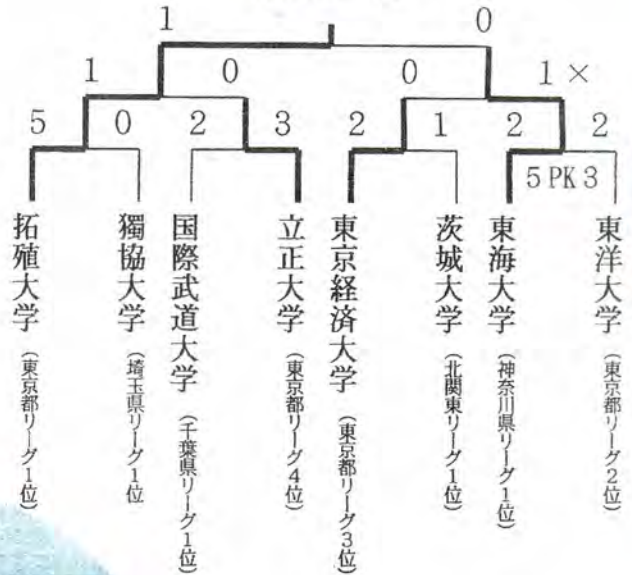 1 0
1 0 0 1×
5 0 2 3 2 1 2 2
5 PK 3
拓殖大学（東京都リーグ1位）
獨協大学（埼玉県リーグ1位
国際武道大学（千葉県リーグ1位）
立正大学（東京都リーグ4位）
東京経済大学（東京都リーグ3位）
茨城大学（北関東リーグ1位）
東海大学（神奈川県リーグ1位）
東洋大学（東京都リーグ2位）